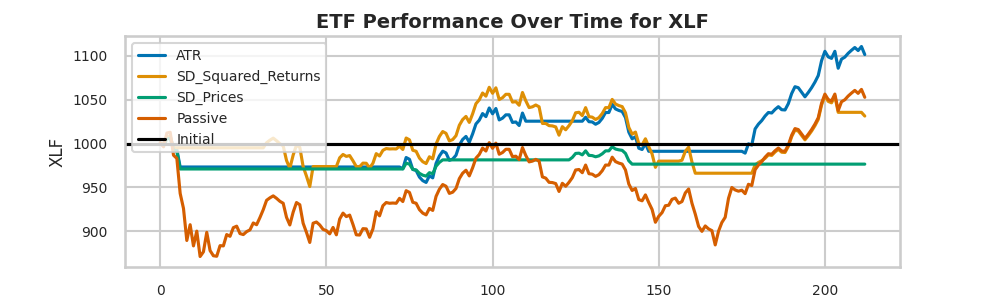 ETF Performance Over Time for XLF
XLF
1100
1050
1000
950
900
ATR
SD_Squared_Returns
SD_Prices
Passive
Initial
0
50
100
150
200